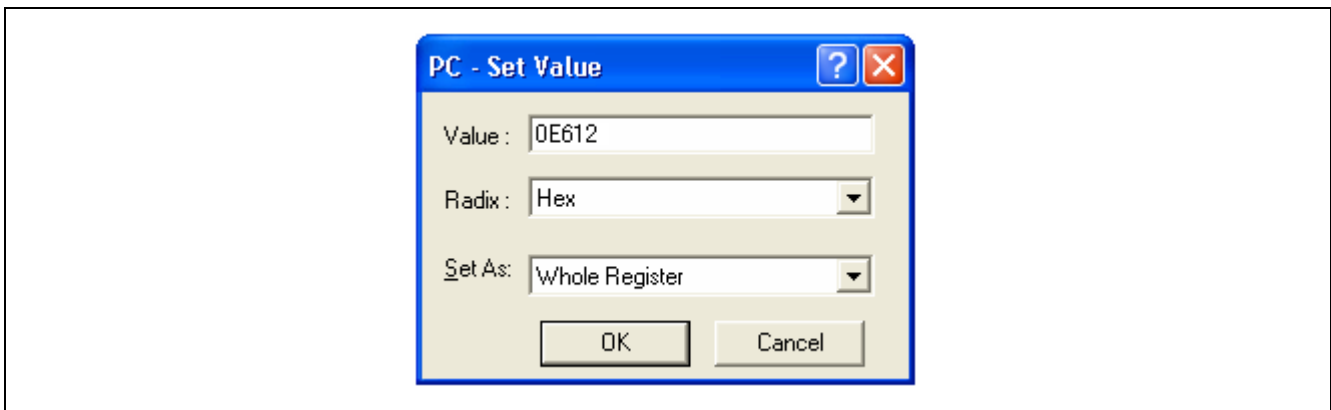 PC - Set Value
Value : 0E612
Radix : Hex
Set As: Whole Register
OK Cancel